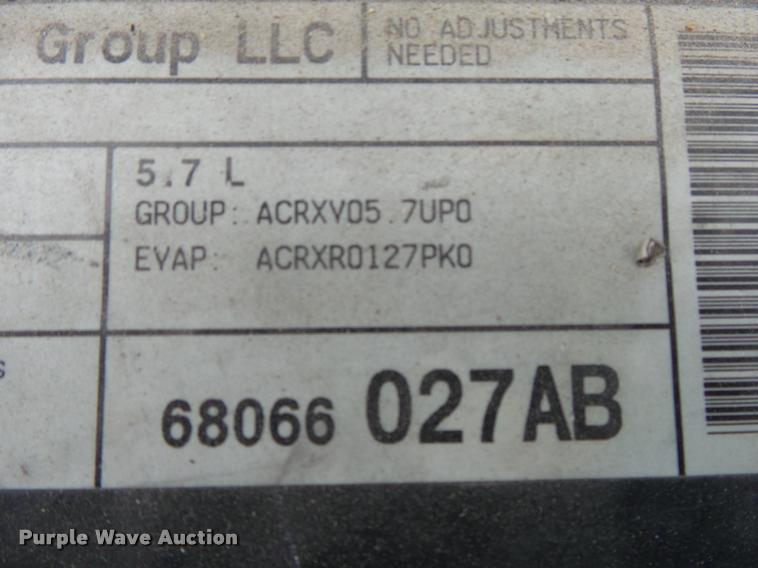 Group LLC
NO ADJUSTMENTS
NEEDED
5.7 L
GROUP: ACRXV05.7UP0
EVAP: ACRXR0127PK0
68066 027AB
Purple Wave Auction